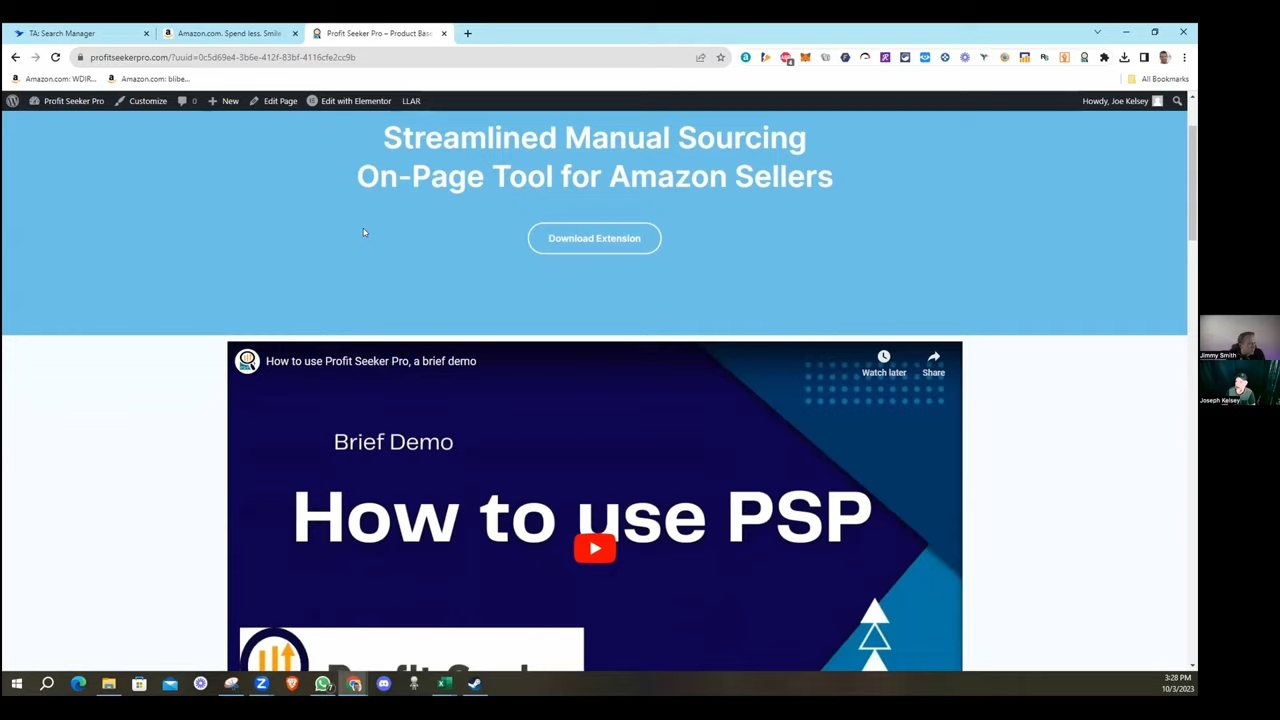 TA: Search Manager
Amazon.com. Spend less. Smile
Profit Seeker Pro – Product Bas
profitseekerpro.com/?uuid=0c5d69e4-3b6e-412f-83bf-4116cfe2cc9b
Amazon.com: WDIR...
Amazon.com: blibe...
All Bookmarks
Profit Seeker Pro
Customize
0
New
Edit Page
Edit with Elementor
LLAR
Howdy, Joe Kelsey
Streamlined Manual Sourcing
On-Page Tool for Amazon Sellers
Download Extension
How to use Profit Seeker Pro, a brief demo
Watch later
Share
Brief Demo
How to use PSP
Jimmy Smith
Joseph Kelsey
3:28 PM
10/3/2023